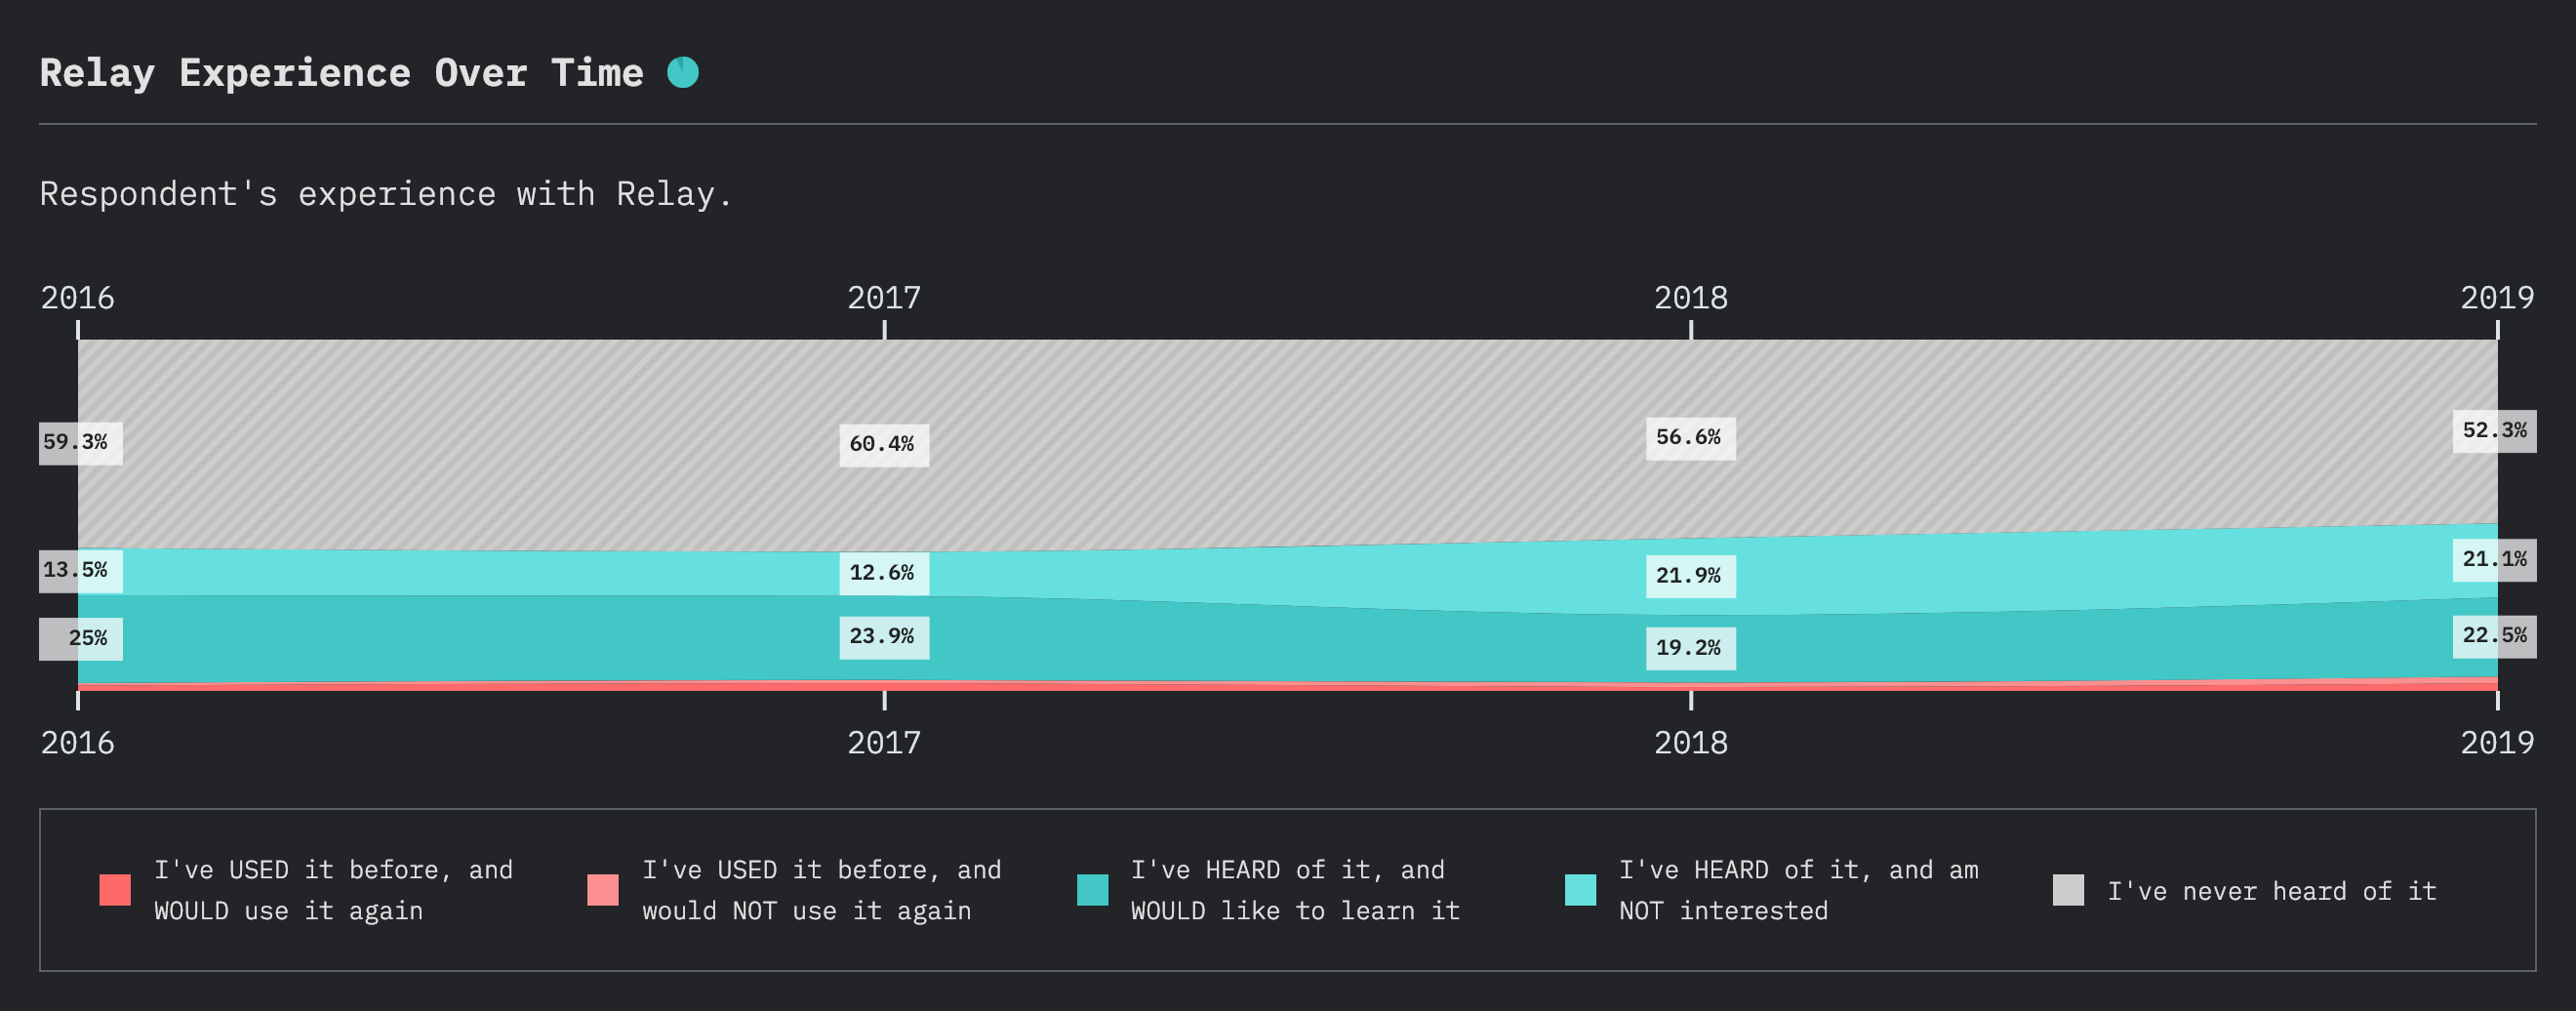 Relay Experience Over Time
Respondent's experience with Relay.
2016 2017 2018 2019
59.3% 60.4% 56.6% 52.3%
13.5% 12.6% 21.9% 21.1%
25% 23.9% 19.2% 22.5%
2016 2017 2018 2019
I've USED it before, and
WOULD use it again
I've USED it before, and
would NOT use it again
I've HEARD of it, and
WOULD like to learn it
I've HEARD of it, and am
NOT interested
I've never heard of it